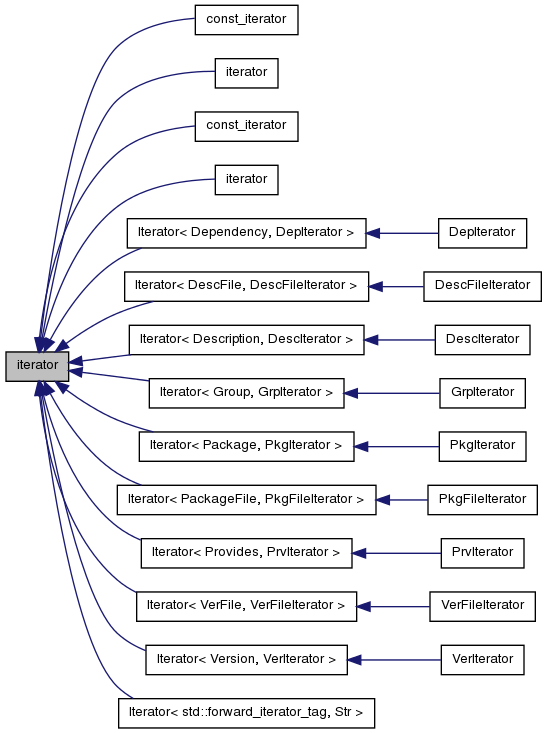 const_iterator
iterator
const_iterator
iterator
Iterator< Dependency, DepIterator >
DepIterator
Iterator< DescFile, DescFileIterator >
DescFileIterator
Iterator< Description, DescIterator >
DescIterator
iterator
Iterator< Group, GrpIterator >
GrpIterator
Iterator< Package, PkgIterator >
PkgIterator
Iterator< PackageFile, PkgFileIterator >
PkgFileIterator
Iterator< Provides, PrvIterator >
PrvIterator
Iterator< VerFile, VerFileIterator >
VerFileIterator
Iterator< Version, VerIterator >
VerIterator
Iterator< std::forward_iterator_tag, Str >